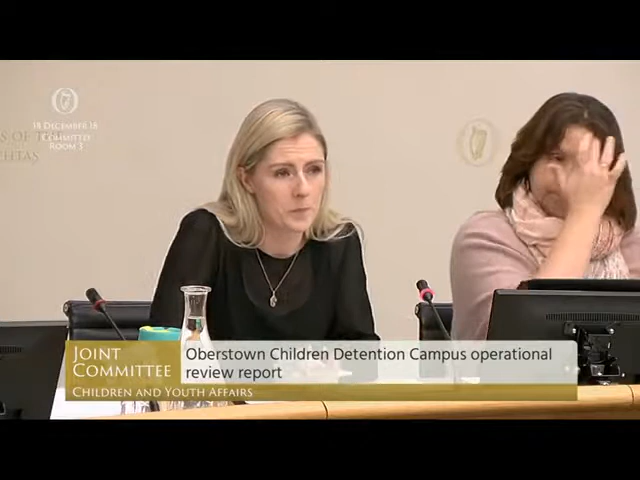 18 December 18
Committee
Room 3
Joint
Committee
Oberstown Children Detention Campus operational
review report
Children and Youth Affairs